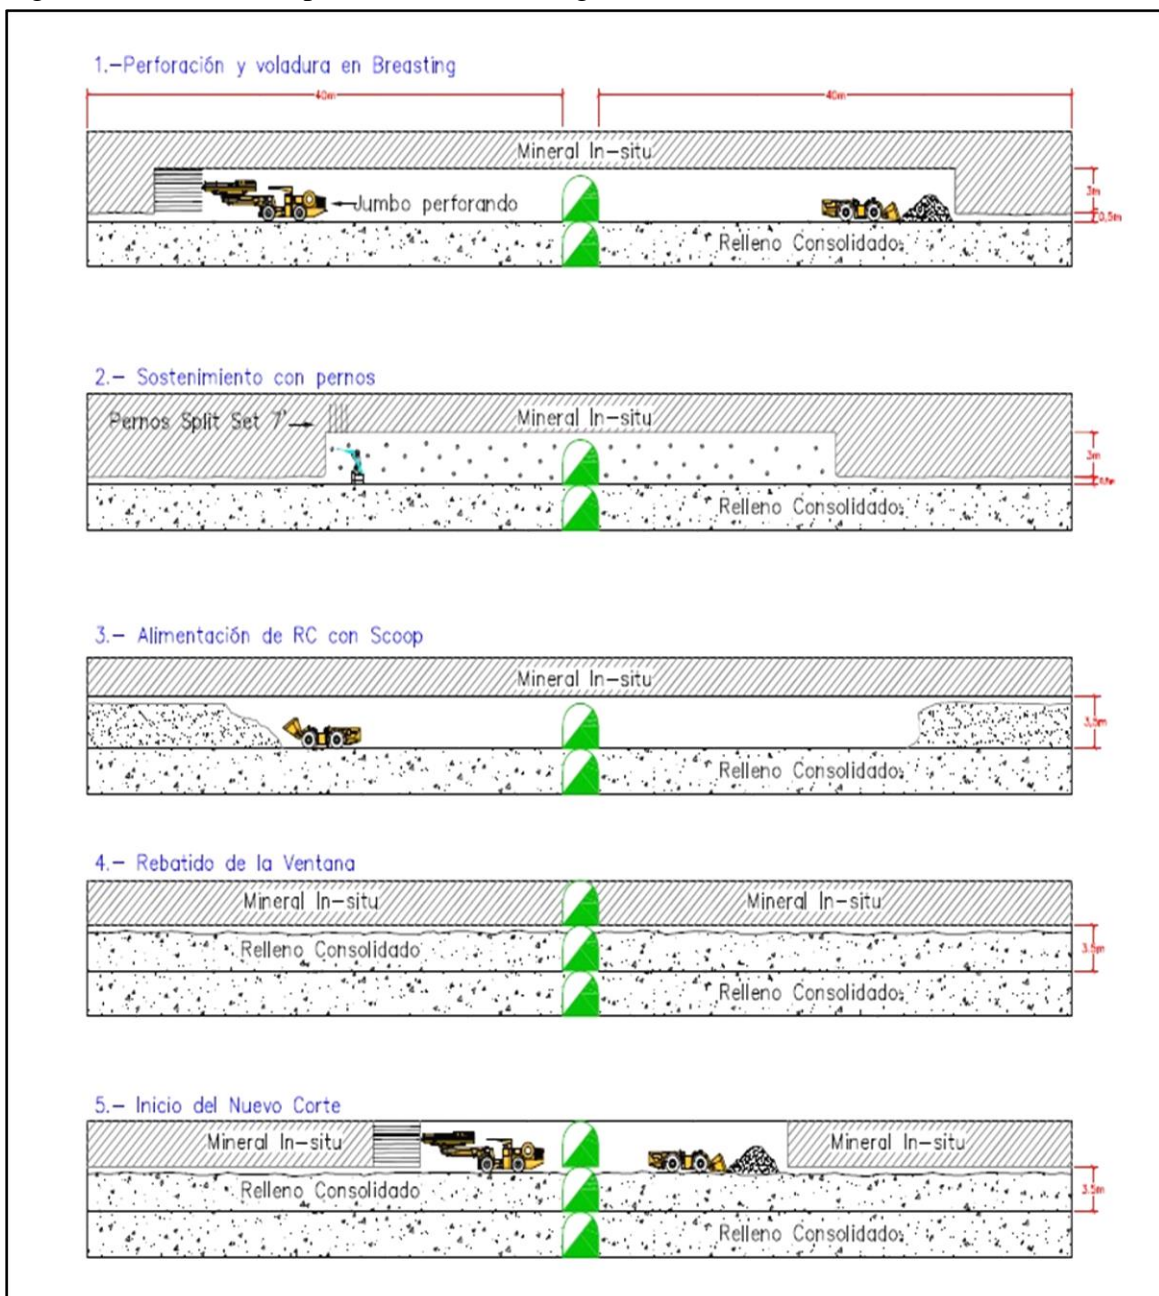 1.-Perforación y voladura en Breasting
40m
40m
Mineral In-situ
Jumbo perforando
3m
0,5m
Relleno Consolidado
2.- Sostenimiento con pernos
Pernos Split Set 7'
Mineral In-situ
3m
Relleno Consolidado
3.- Alimentación de RC con Scoop
Mineral In-situ
3,5m
Relleno Consolidado
4.- Rebatido de la Ventana
Mineral In-situ
Mineral In-situ
Relleno Consolidado
3.5m
Relleno Consolidado
5.- Inicio del Nuevo Corte
Mineral In-situ
Mineral In-situ
Relleno Consolidado
3.5m
Relleno Consolidado